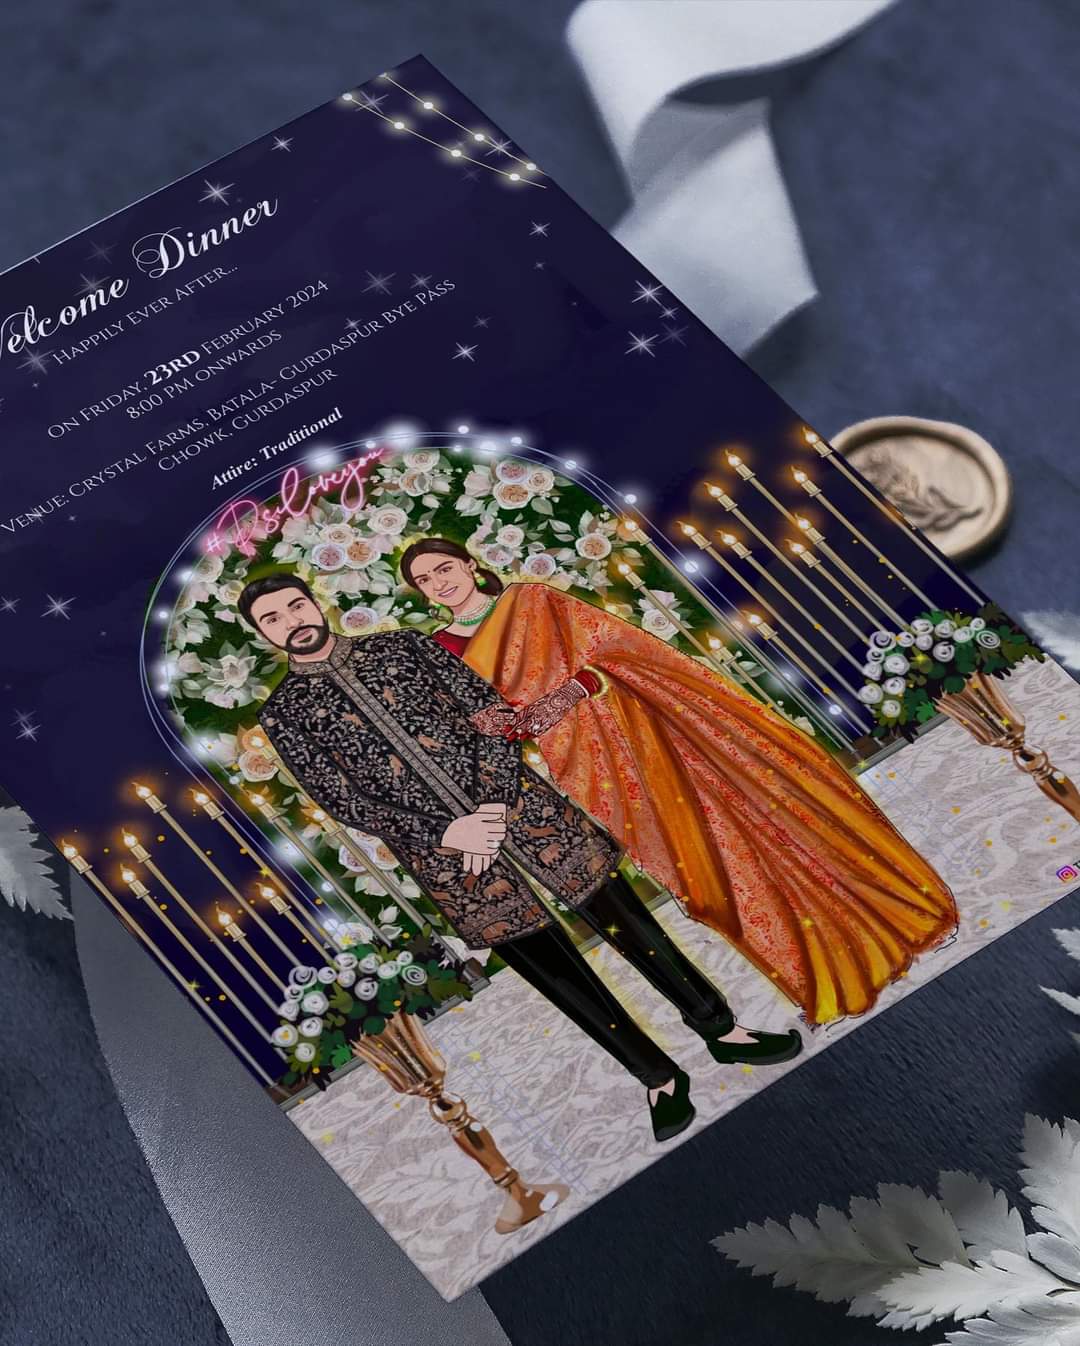 Welcome Dinner
Happily Ever After...
On Friday, 23RD February 2024
8:00 PM onwards
Venue: Crystal Farms, Batala- Gurdaspur Bye Pass
Chowk, Gurdaspur
Attire: Traditional
#Rsiloveyou